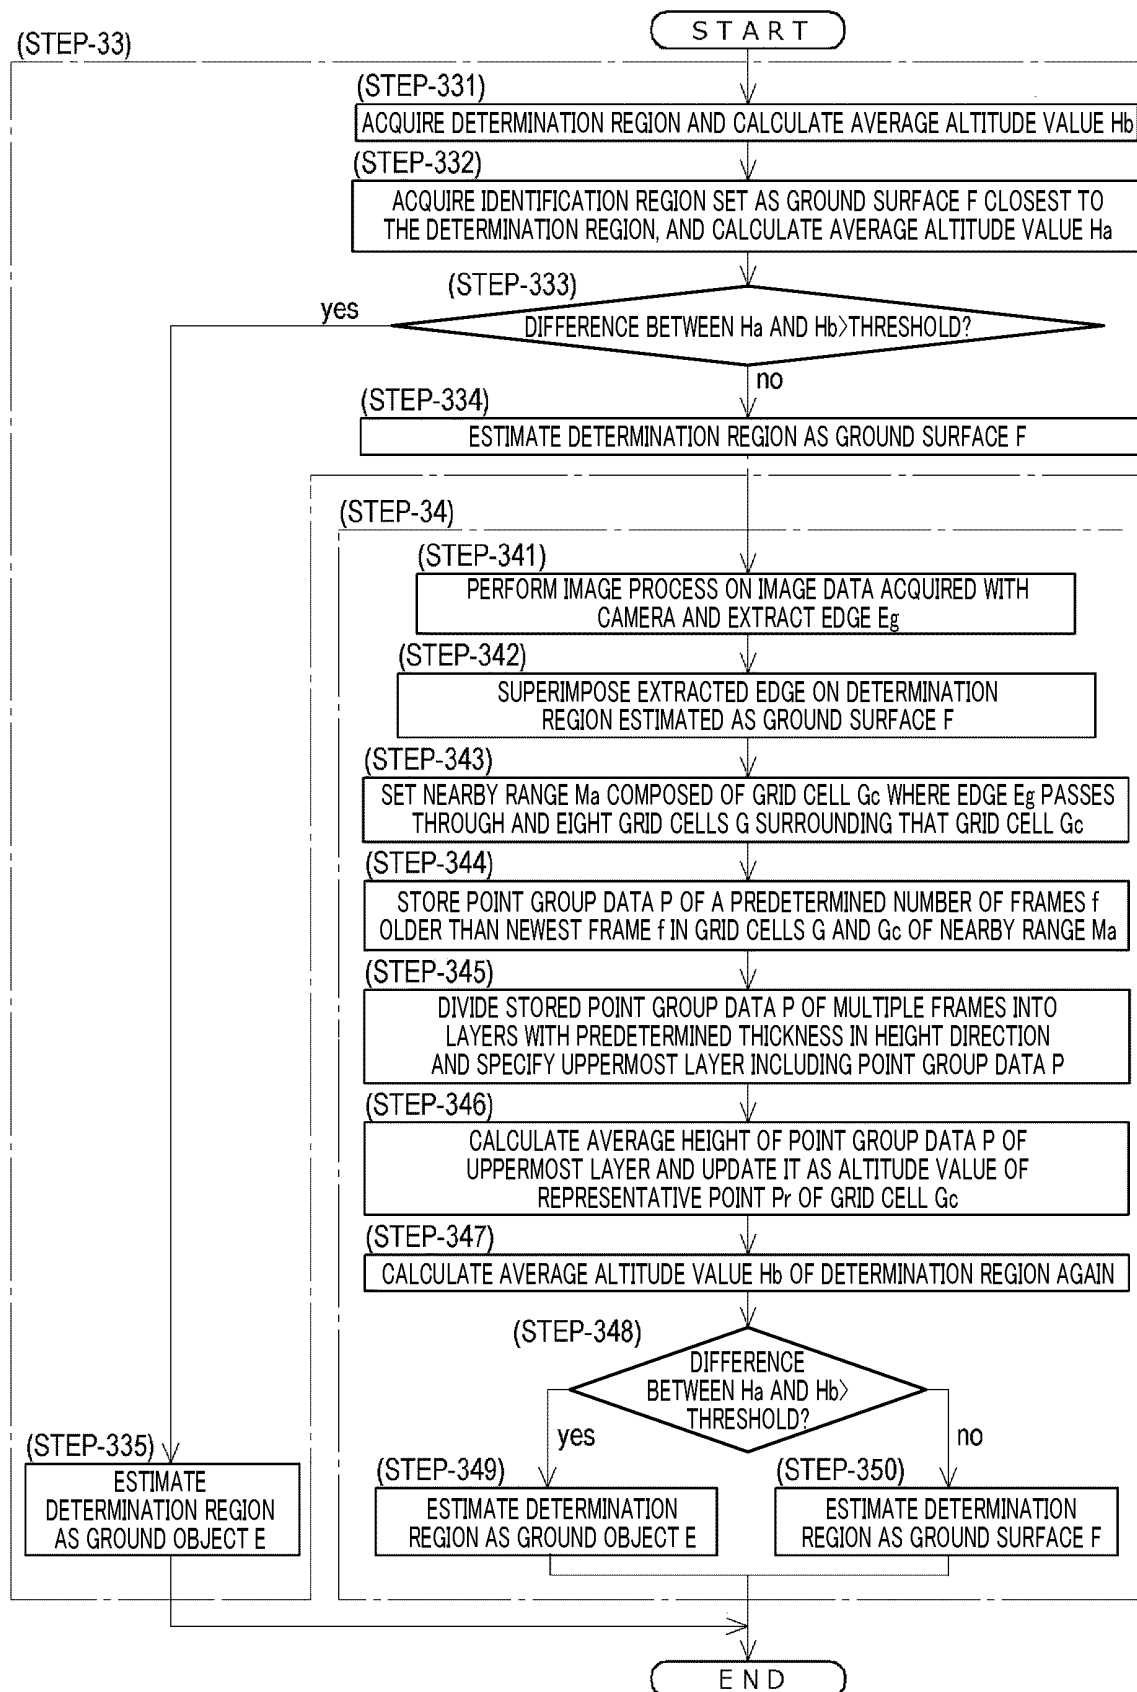 START
(STEP-33)
(STEP-331)
ACQUIRE DETERMINATION REGION AND CALCULATE AVERAGE ALTITUDE VALUE Hb
(STEP-332)
ACQUIRE IDENTIFICATION REGION SET AS GROUND SURFACE F CLOSEST TO
THE DETERMINATION REGION, AND CALCULATE AVERAGE ALTITUDE VALUE Ha
(STEP-333)
yes
DIFFERENCE BETWEEN Ha AND Hb>THRESHOLD?
no
(STEP-334)
ESTIMATE DETERMINATION REGION AS GROUND SURFACE F
(STEP-34)
(STEP-341)
PERFORM IMAGE PROCESS ON IMAGE DATA ACQUIRED WITH
CAMERA AND EXTRACT EDGE Eg
(STEP-342)
SUPERIMPOSE EXTRACTED EDGE ON DETERMINATION
REGION ESTIMATED AS GROUND SURFACE F
(STEP-343)
SET NEARBY RANGE Ma COMPOSED OF GRID CELL Gc WHERE EDGE Eg PASSES
THROUGH AND EIGHT GRID CELLS G SURROUNDING THAT GRID CELL Gc
(STEP-344)
STORE POINT GROUP DATA P OF A PREDETERMINED NUMBER OF FRAMES f
OLDER THAN NEWEST FRAME f IN GRID CELLS G AND Gc OF NEARBY RANGE Ma
(STEP-345)
DIVIDE STORED POINT GROUP DATA P OF MULTIPLE FRAMES INTO
LAYERS WITH PREDETERMINED THICKNESS IN HEIGHT DIRECTION
AND SPECIFY UPPERMOST LAYER INCLUDING POINT GROUP DATA P
(STEP-346)
CALCULATE AVERAGE HEIGHT OF POINT GROUP DATA P OF
UPPERMOST LAYER AND UPDATE IT AS ALTITUDE VALUE OF
REPRESENTATIVE POINT Pr OF GRID CELL Gc
(STEP-347)
CALCULATE AVERAGE ALTITUDE VALUE Hb OF DETERMINATION REGION AGAIN
(STEP-348)
DIFFERENCE
BETWEEN Ha AND Hb>
THRESHOLD?
yes
no
(STEP-335)
ESTIMATE
DETERMINATION REGION
AS GROUND OBJECT E
(STEP-349)
ESTIMATE DETERMINATION
REGION AS GROUND OBJECT E
(STEP-350)
ESTIMATE DETERMINATION
REGION AS GROUND SURFACE F
END